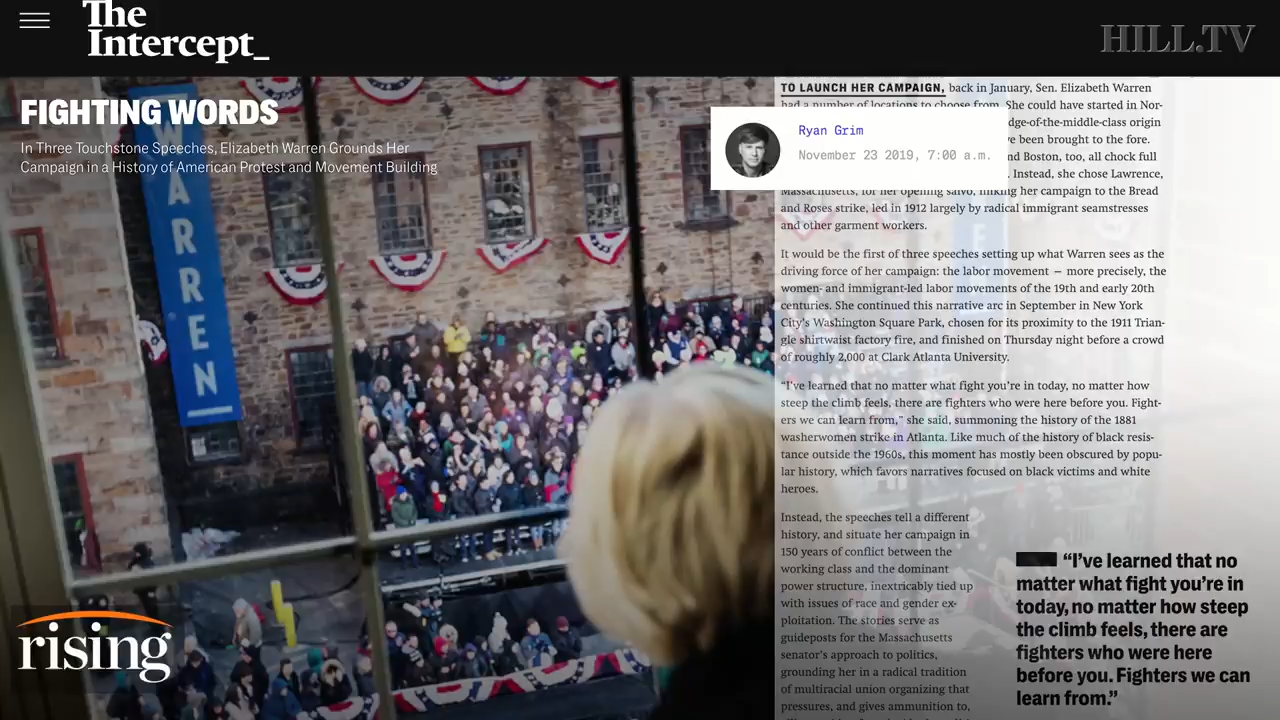 The
Intercept_
HILL.TV
FIGHTING WORDS
In Three Touchstone Speeches, Elizabeth Warren Grounds Her
Campaign in a History of American Protest and Movement Building
WARREN
rising
Ryan Grim
November 23 2019, 7:00 a.m.
TO LAUNCH HER CAMPAIGN, back in January, Sen. Elizabeth Warren
had a number of locations to choose from. She could have started in Nor-
dge-of-the-middle-class origin
ve been brought to the fore.
nd Boston, too, all chock full
. Instead, she chose Lawrence,
Massachusetts, for her opening salvo, linking her campaign to the Bread
and Roses strike, led in 1912 largely by radical immigrant seamstresses
and other garment workers.
It would be the first of three speeches setting up what Warren sees as the
driving force of her campaign: the labor movement — more precisely, the
women- and immigrant-led labor movements of the 19th and early 20th
centuries. She continued this narrative arc in September in New York
City's Washington Square Park, chosen for its proximity to the 1911 Trian-
gle shirtwaist factory fire, and finished on Thursday night before a crowd
of roughly 2,000 at Clark Atlanta University.
“I've learned that no matter what fight you're in today, no matter how
steep the climb feels, there are fighters who were here before you. Fight-
ers we can learn from,” she said, summoning the history of the 1881
washerwomen strike in Atlanta. Like much of the history of black resis-
tance outside the 1960s, this moment has mostly been obscured by popu-
lar history, which favors narratives focused on black victims and white
heroes.
Instead, the speeches tell a different
history, and situate her campaign in
150 years of conflict between the
working class and the dominant
power structure, inextricably tied up
with issues of race and gender ex-
ploitation. The stories serve as
guideposts for the Massachusetts
senator's approach to politics,
grounding her in a radical tradition
of multiracial union organizing that
pressures, and gives ammunition to,
“I've learned that no
matter what fight you're in
today, no matter how steep
the climb feels, there are
fighters who were here
before you. Fighters we can
learn from.”